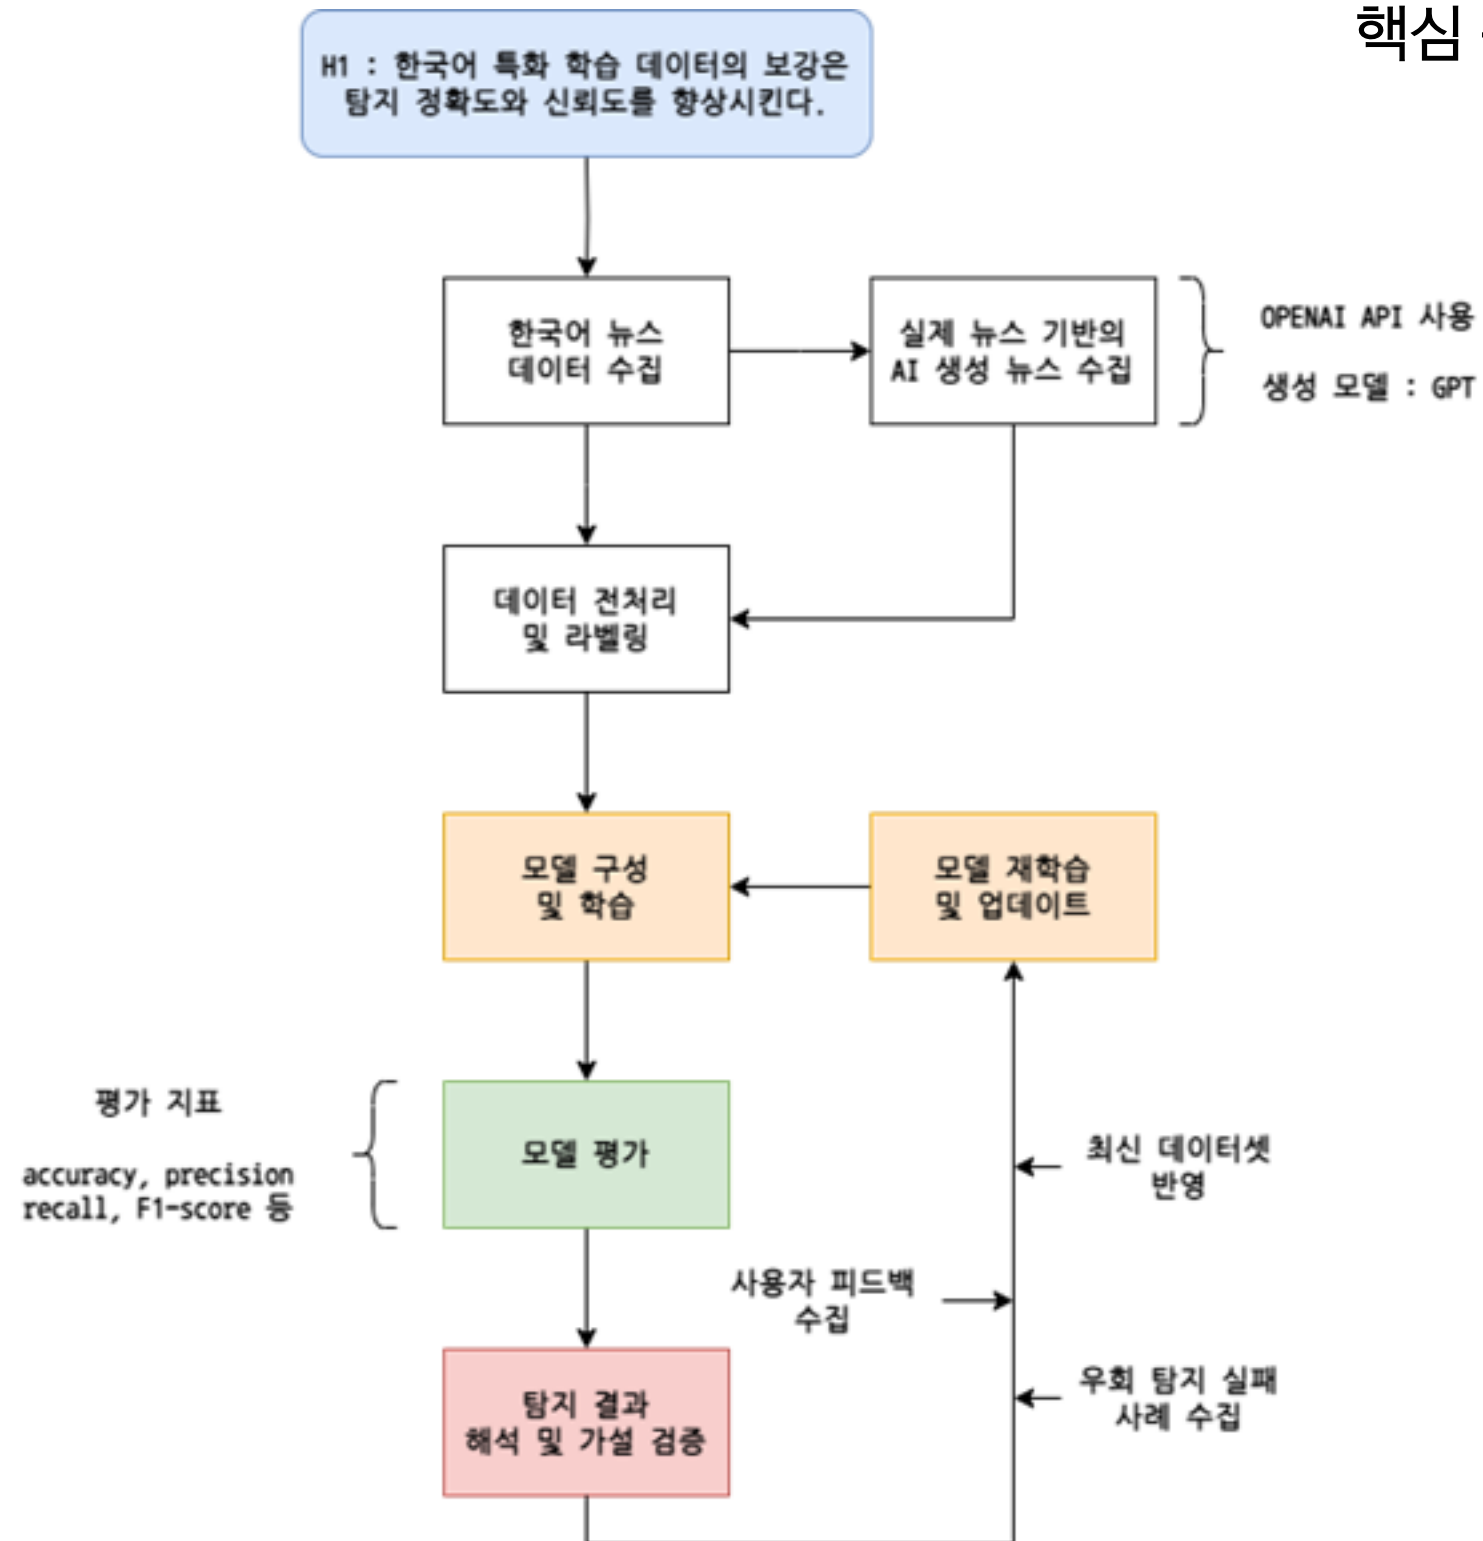 핵심
H1 : 한국어 특화 학습 데이터의 보강은
탐지 정확도와 신뢰도를 향상시킨다.
한국어 뉴스
데이터 수집
실제 뉴스 기반의
AI 생성 뉴스 수집
OPENAI API 사용
생성 모델 : GPT
데이터 전처리
및 라벨링
모델 구성
및 학습
모델 재학습
및 업데이트
평가 지표
accuracy, precision
recall, F1-score 등
모델 평가
최신 데이터셋
반영
사용자 피드백
수집
탐지 결과
해석 및 가설 검증
우회 탐지 실패
사례 수집